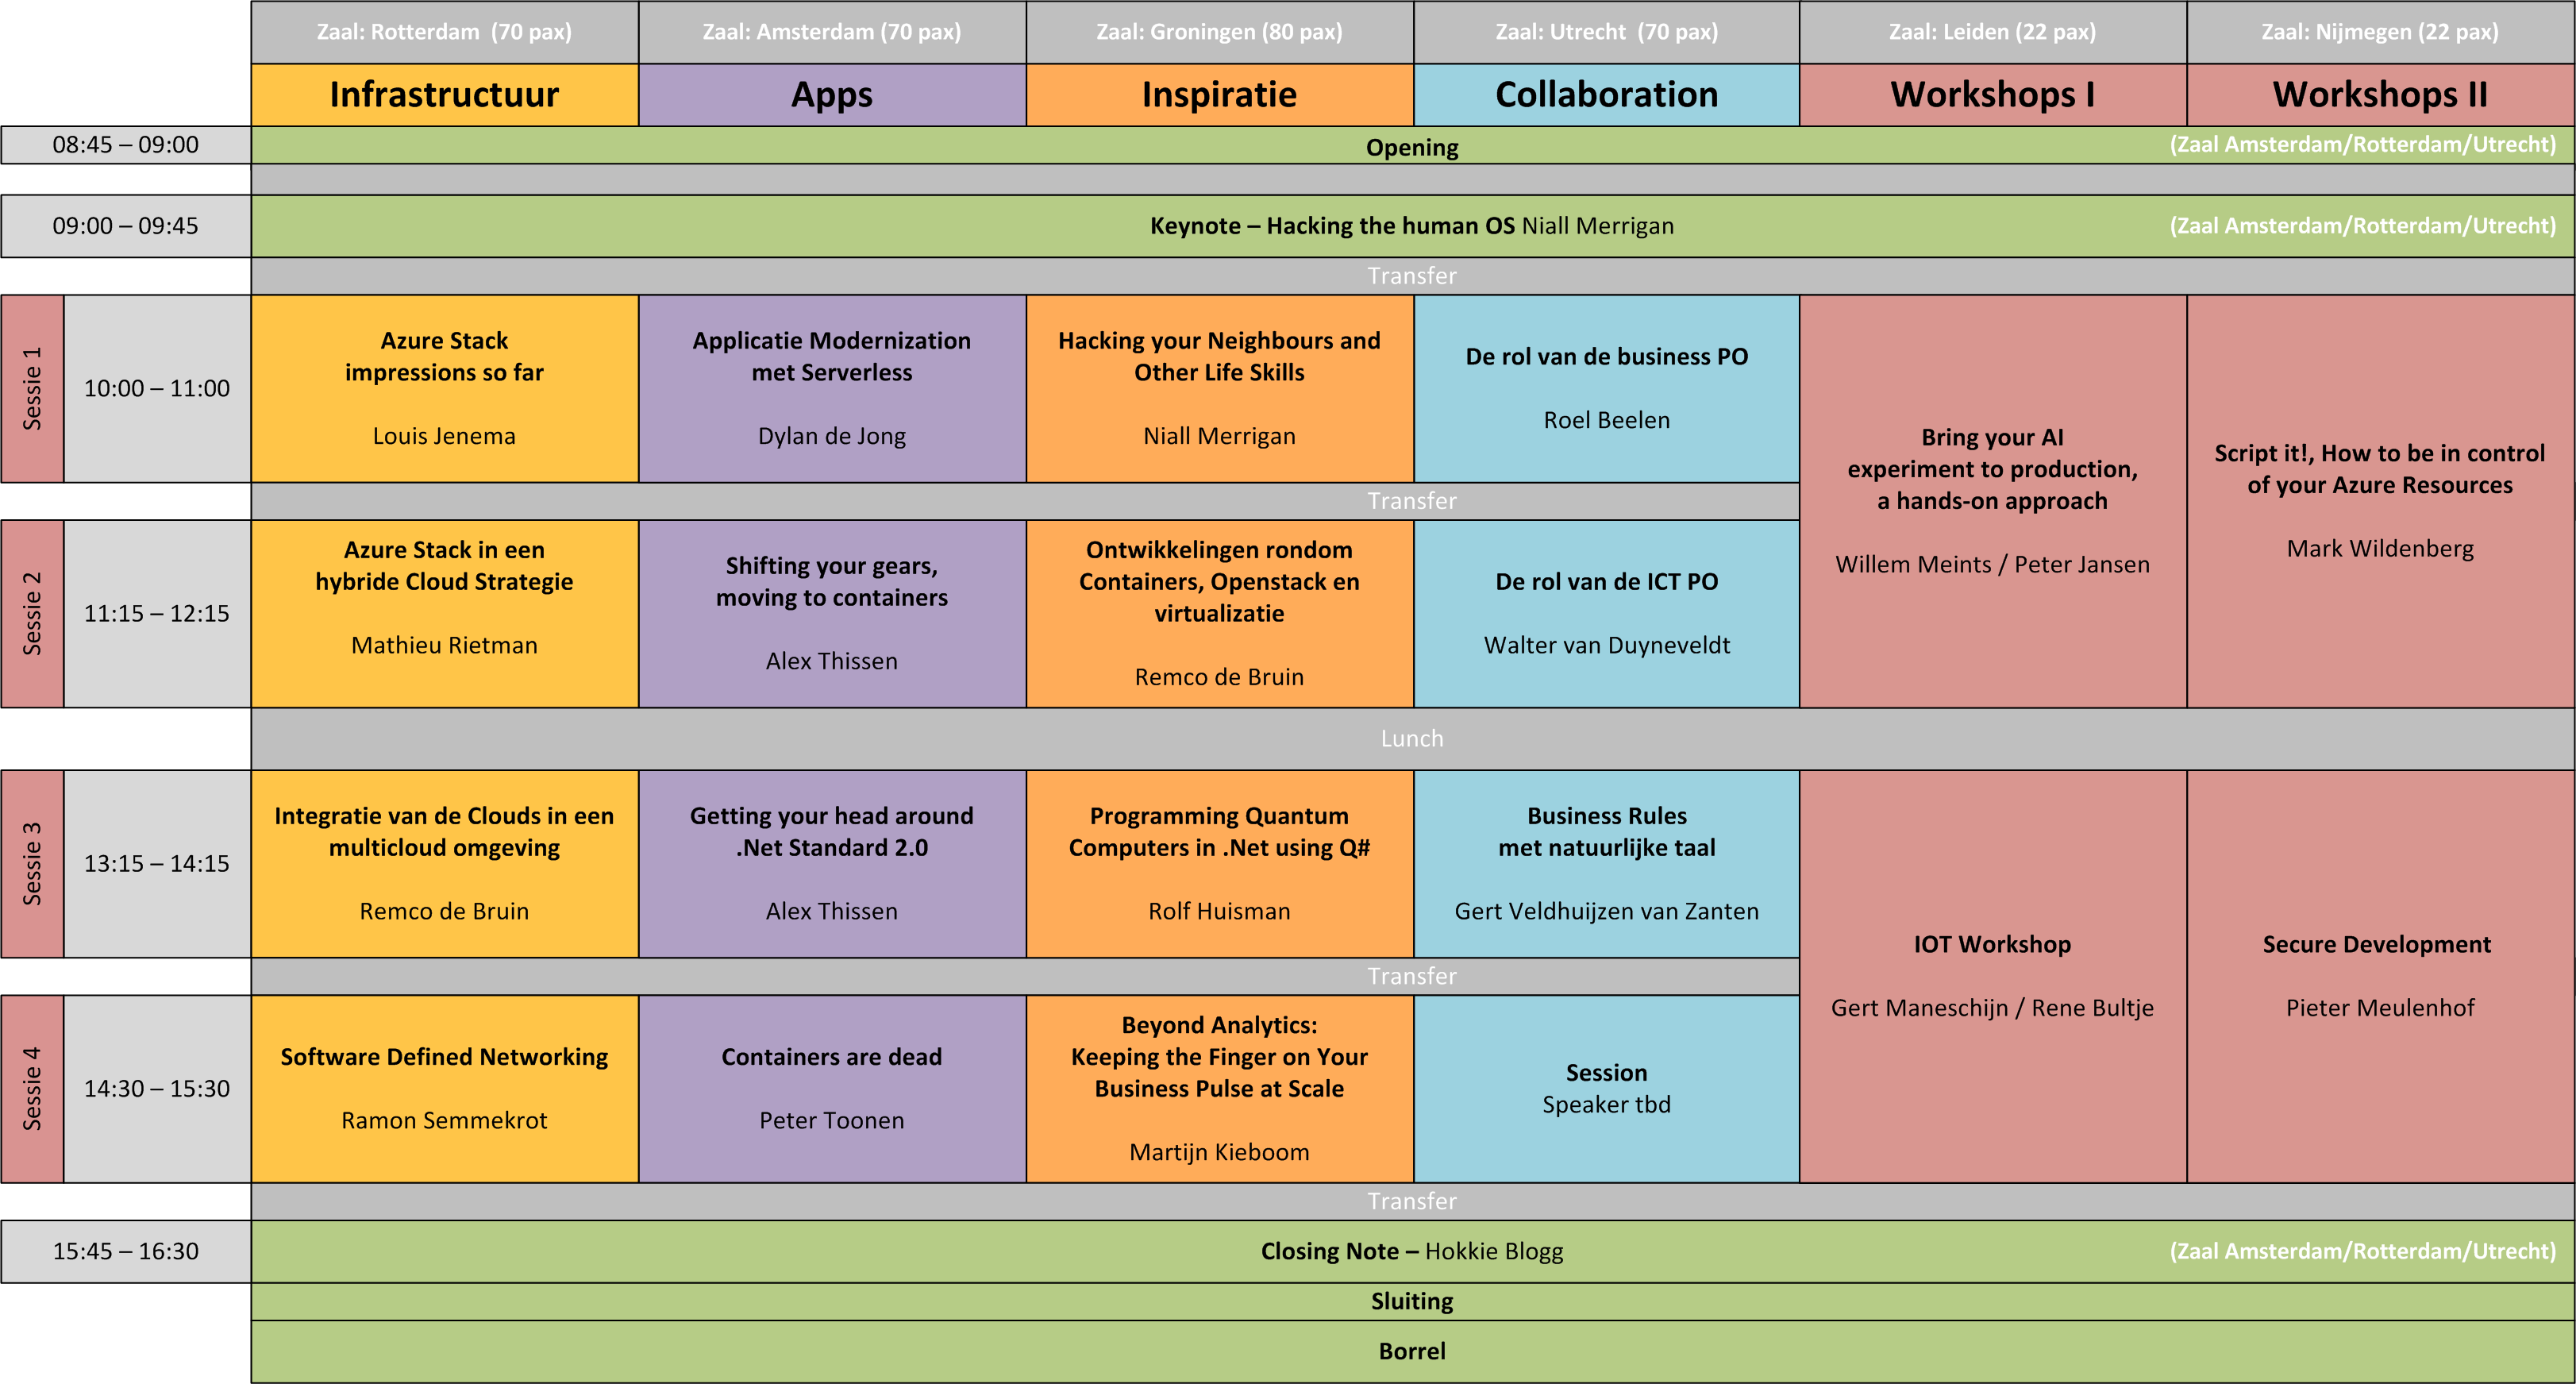 Zaal: Rotterdam  (70 pax)
Zaal: Amsterdam (70 pax)
Zaal: Groningen (80 pax)
Zaal: Utrecht  (70 pax)
Zaal: Leiden (22 pax)
Zaal: Nijmegen (22 pax)
Infrastructuur
Apps
Inspiratie
Collaboration
Workshops I
Workshops II
08:45 – 09:00
Opening
(Zaal Amsterdam/Rotterdam/Utrecht)
09:00 – 09:45
Keynote – Hacking the human OS Niall Merrigan
(Zaal Amsterdam/Rotterdam/Utrecht)
Transfer
Sessie 1
10:00 – 11:00
Azure Stack
impressions so far
Louis Jenema
Applicatie Modernization
met Serverless
Dylan de Jong
Hacking your Neighbours and
Other Life Skills
Niall Merrigan
De rol van de business PO
Roel Beelen
Bring your AI
experiment to production,
a hands-on approach
Willem Meints / Peter Jansen
Script it!, How to be in control
of your Azure Resources
Mark Wildenberg
Transfer
Sessie 2
11:15 – 12:15
Azure Stack in een
hybride Cloud Strategie
Mathieu Rietman
Shifting your gears,
moving to containers
Alex Thissen
Ontwikkelingen rondom
Containers, Openstack en
virtualizatie
Remco de Bruin
De rol van de ICT PO
Walter van Duyneveldt
Lunch
Sessie 3
13:15 – 14:15
Integratie van de Clouds in een
multicloud omgeving
Remco de Bruin
Getting your head around
.Net Standard 2.0
Alex Thissen
Programming Quantum
Computers in .Net using Q#
Rolf Huisman
Business Rules
met natuurlijke taal
Gert Veldhuijzen van Zanten
IOT Workshop
Gert Maneschijn / Rene Bultje
Secure Development
Pieter Meulenhof
Transfer
Sessie 4
14:30 – 15:30
Software Defined Networking
Ramon Semmekrot
Containers are dead
Peter Toonen
Beyond Analytics:
Keeping the Finger on Your
Business Pulse at Scale
Martijn Kieboom
Session
Speaker tbd
Transfer
15:45 – 16:30
Closing Note – Hokkie Blogg
(Zaal Amsterdam/Rotterdam/Utrecht)
Sluiting
Borrel